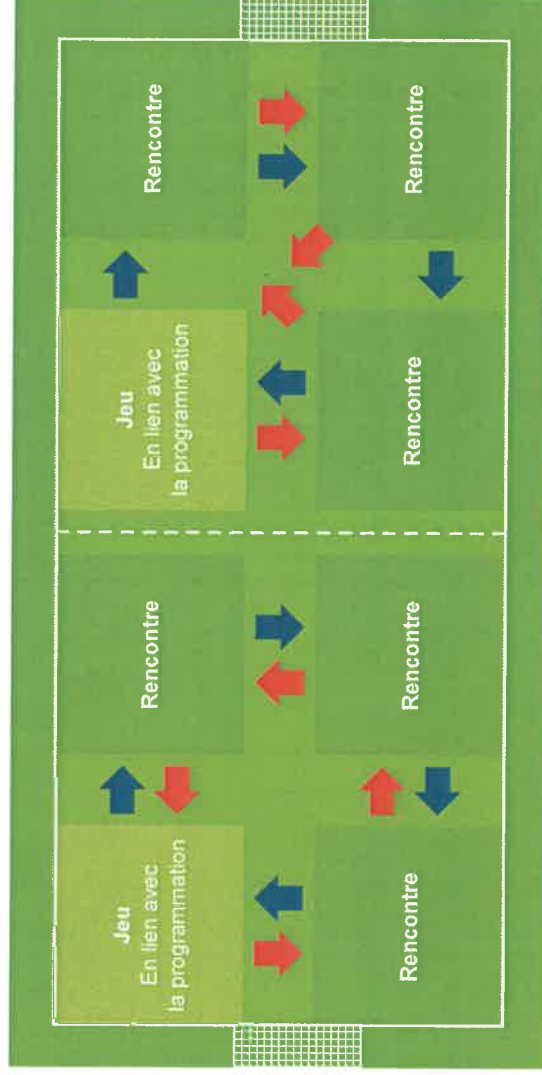 Jeu
En lien avec
la programmation
Rencontre
Jeu
En lien avec
la programmation
Rencontre
Rencontre
Rencontre
Rencontre
Rencontre